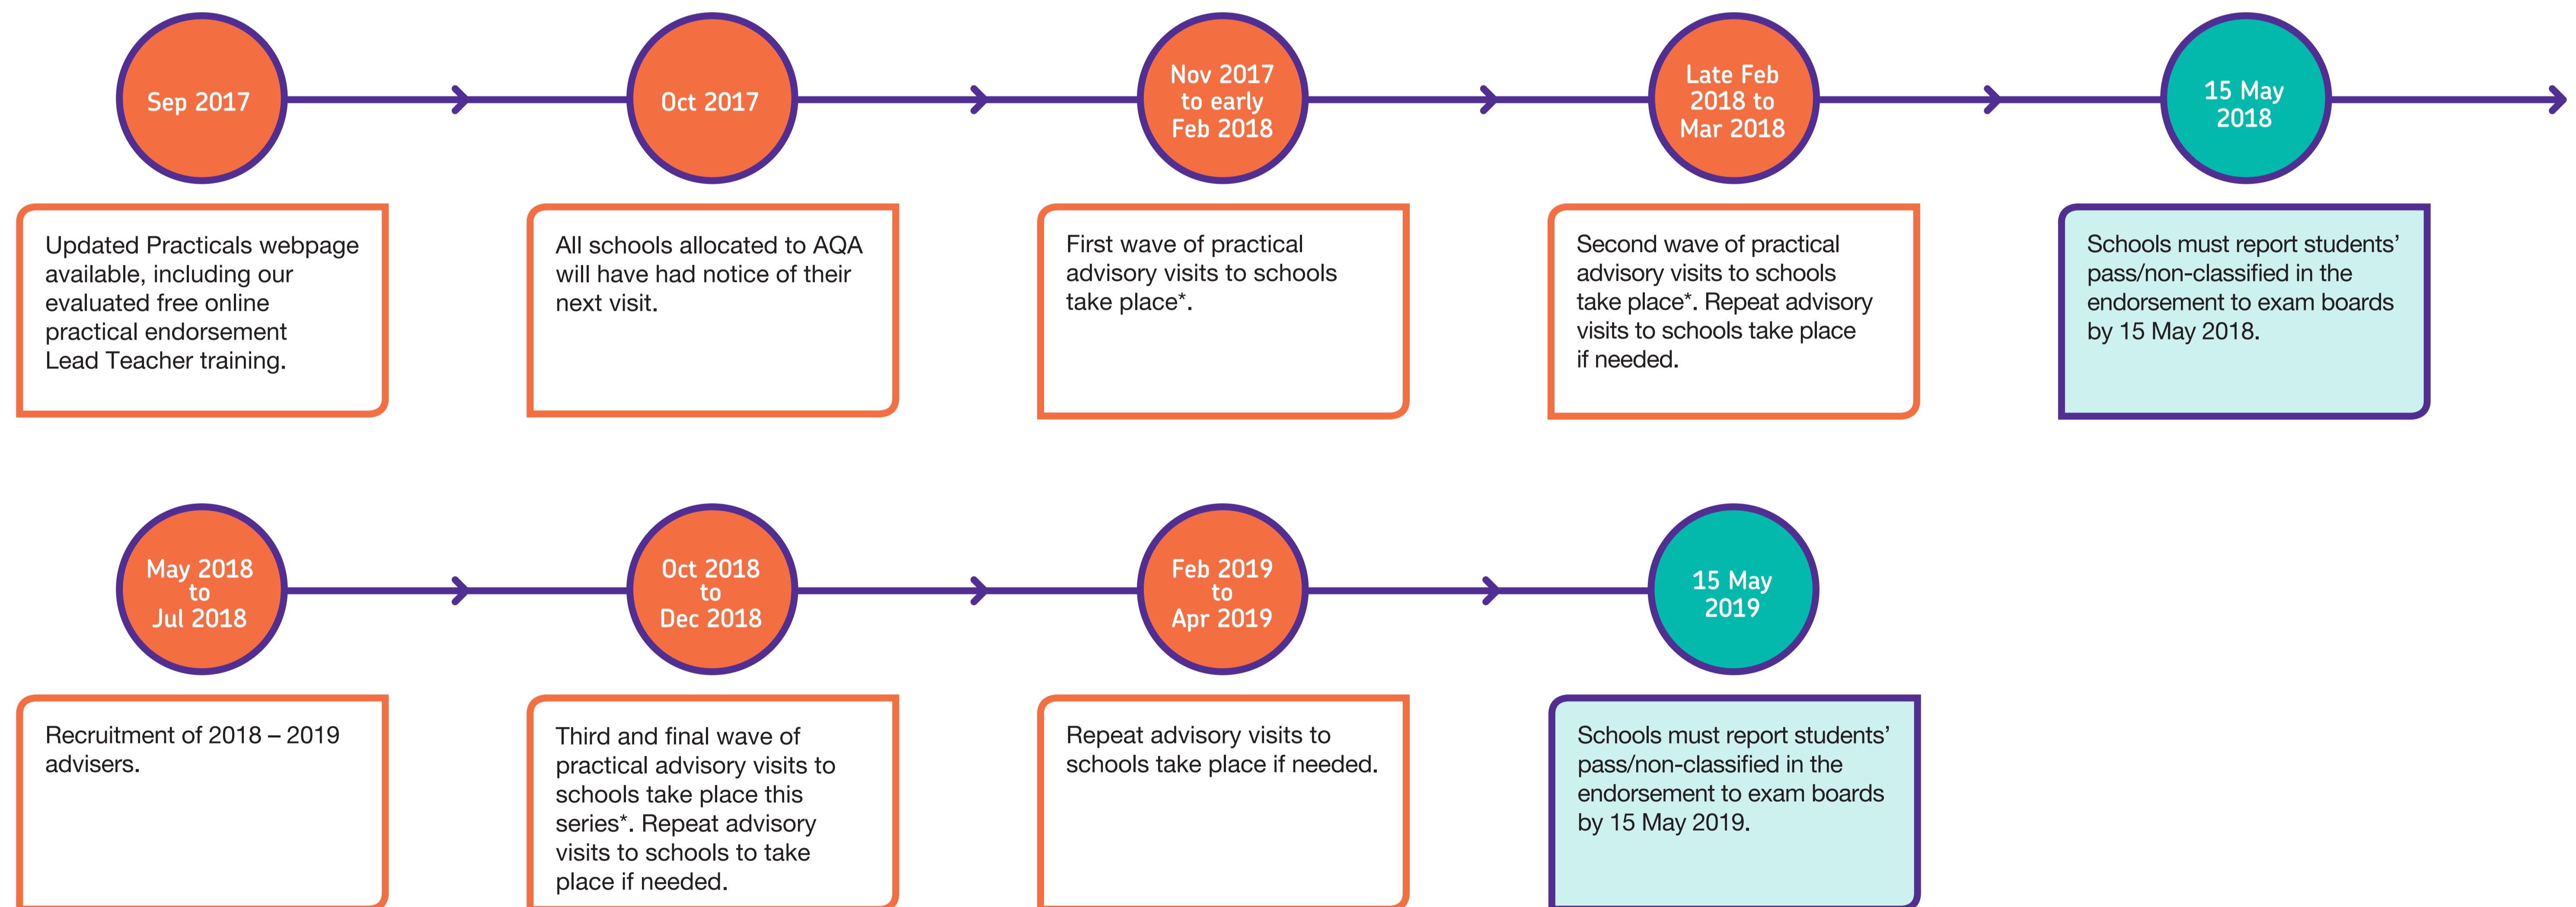 Sep 2017
Oct 2017
Nov 2017
to early
Feb 2018
Late Feb
2018 to
Mar 2018
15 May
2018
Updated Practicals webpage
available, including our
evaluated free online
practical endorsement
Lead Teacher training.
All schools allocated to AQA
will have had notice of their
next visit.
First wave of practical
advisory visits to schools
take place*.
Second wave of practical
advisory visits to schools
take place*. Repeat advisory
visits to schools take place
if needed.
Schools must report students’
pass/non-classified in the
endorsement to exam boards
by 15 May 2018.
May 2018
to
Jul 2018
Oct 2018
to
Dec 2018
Feb 2019
to
Apr 2019
15 May
2019
Recruitment of 2018 – 2019
advisers.
Third and final wave of
practical advisory visits to
schools take place this
series*. Repeat advisory
visits to schools to take
place if needed.
Repeat advisory visits to
schools take place if needed.
Schools must report students’
pass/non-classified in the
endorsement to exam boards
by 15 May 2019.